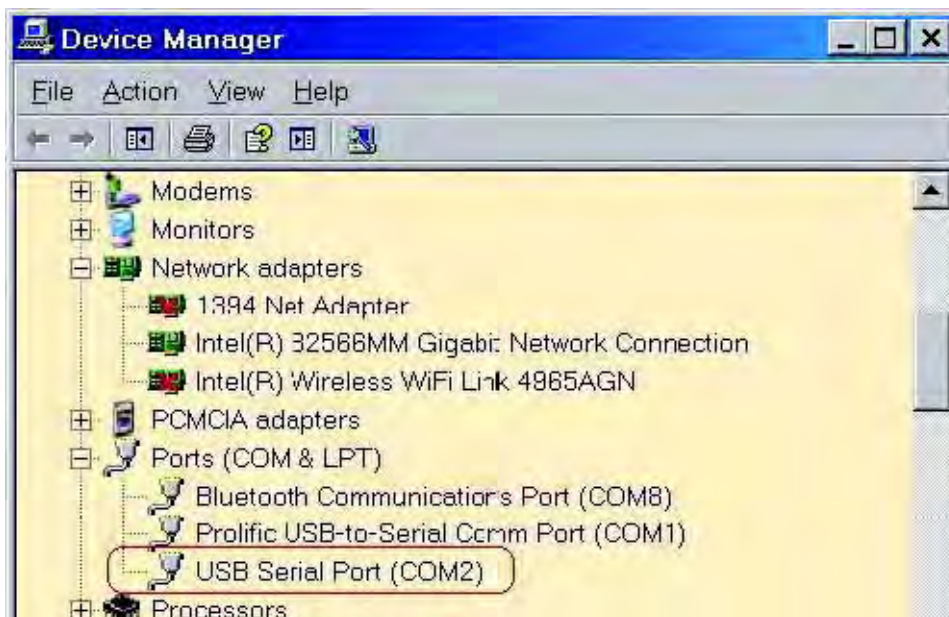 Device Manager
File Action View Help
Modems
Monitors
Network adapters
1394 Net Adapter
Intel(R) 82566MM Gigabit Network Connection
Intel(R) Wireless WiFi Link 4965AGN
PCMCIA adapters
Ports (COM & LPT)
Bluetooth Communications Port (COM8)
Prolific USB-to-Serial Comm Port (COM1)
USB Serial Port (COM2)
Processors